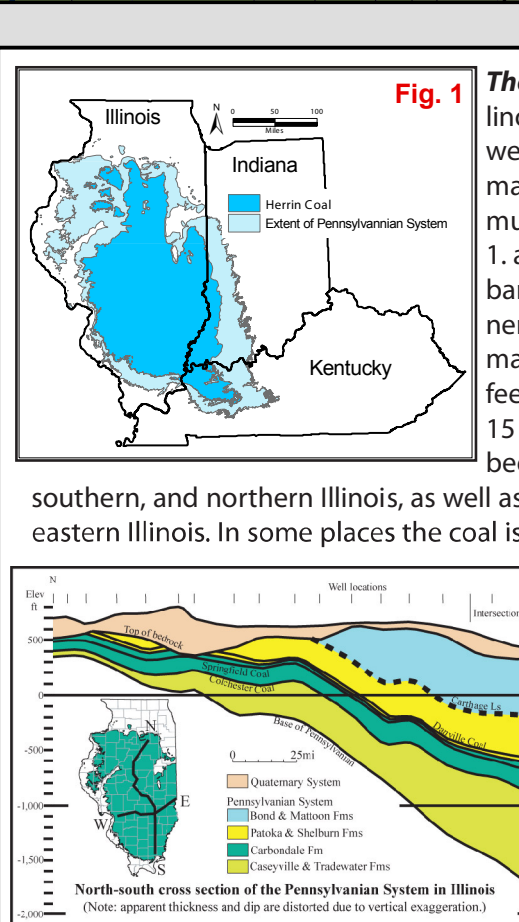 Fig. 1
Illinois
N
0 50 100
Miles
Indiana
Herrin Coal
Extent of Pennsylvannian System
Kentucky
The
linoi
we
ma
mu
1. a
bar
ner
ma
fee
15
bec
southern, and northern Illinois, as well as
eastern Illinois. In some places the coal is
N
Well locations
Elev
ft
Intersection
500
Top of bedrock
Springfield Coal
Colchester Coal
0
Carthage Ls
Danville Coal
Base of Pennsylvanian
N
0 25mi
-500
Quaternary System
Pennsylvanian System
-1,000
E
W
Bond & Mattoon Fms
Patoka & Shelburn Fms
Carbondale Fm
-1,500
Caseyville & Tradewater Fms
S
North-south cross section of the Pennsylvanian System in Illinois
-2,000
(Note: apparent thickness and dip are distorted due to vertical exaggeration.)